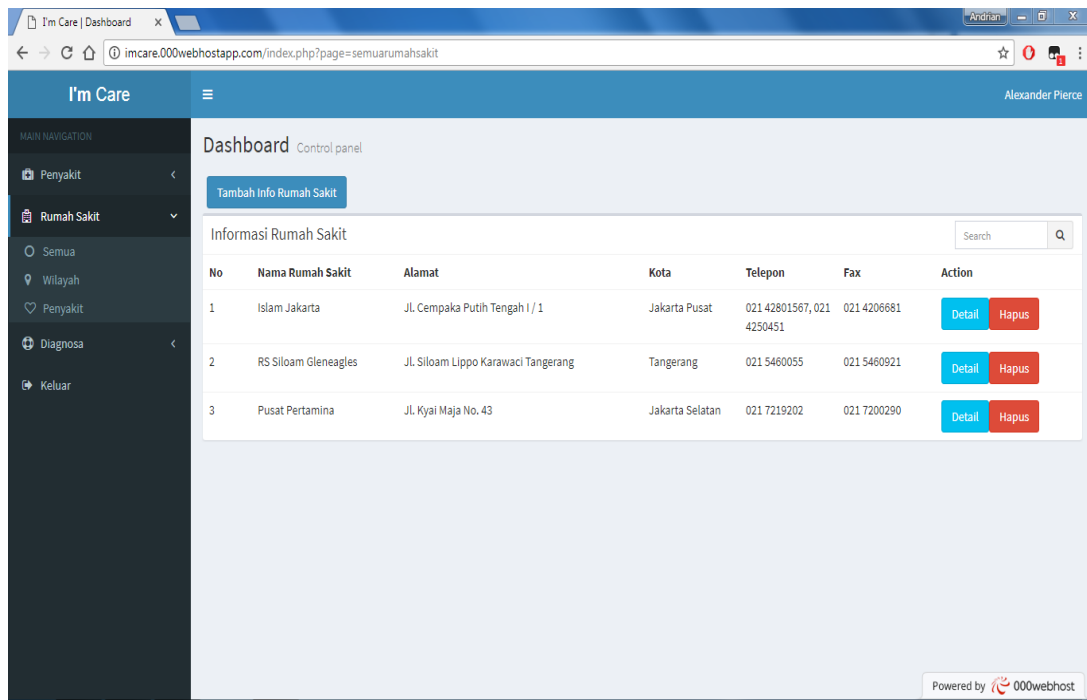 I'm Care | Dashboard
Andrian
imcare.000webhostapp.com/index.php?page=semuarumahsakit
1
I'm Care
Alexander Pierce
MAIN NAVIGATION
Penyakit
Rumah Sakit
Semua
Wilayah
Penyakit
Diagnosa
Keluar
Dashboard Control panel
Tambah Info Rumah Sakit
Informasi Rumah Sakit
Search
No Nama Rumah Sakit Alamat Kota Telepon Fax Action
1 Islam Jakarta Jl. Cempaka Putih Tengah I / 1 Jakarta Pusat 021 42801567, 021 021 4206681 Detail Hapus
4250451
2 RS Siloam Gleneagles Jl. Siloam Lippo Karawaci Tangerang Tangerang 021 5460055 021 5460921 Detail Hapus
3 Pusat Pertamina Jl. Kyai Maja No. 43 Jakarta Selatan 021 7219202 021 7200290 Detail Hapus
Powered by 000webhost